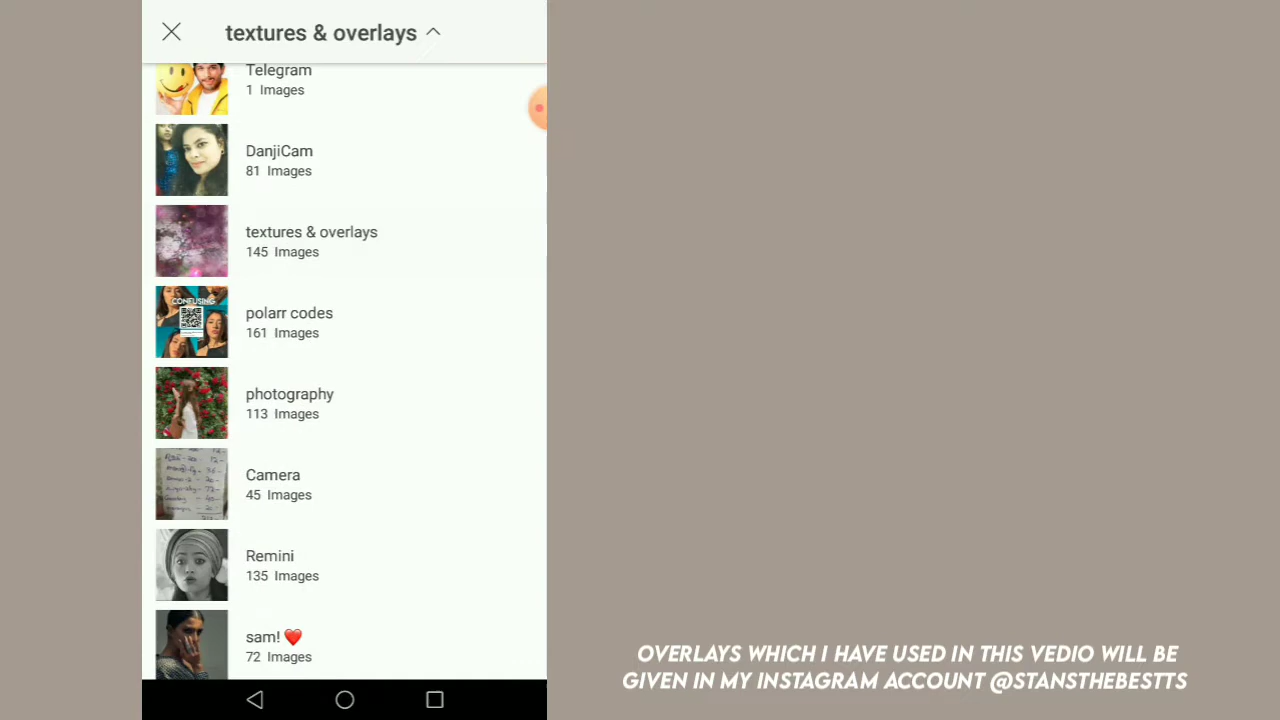 textures & overlays
Telegram
1 Images
DanjiCam
81 Images
textures & overlays
145 Images
CONFUSING
polarr codes
161 Images
photography
113 Images
Camera
45 Images
Remini
135 Images
sam! ❤️
72 Images
OVERLAYS WHICH I HAVE USED IN THIS VEDIO WILL BE
GIVEN IN MY INSTAGRAM ACCOUNT @STANSTHEBESTTS